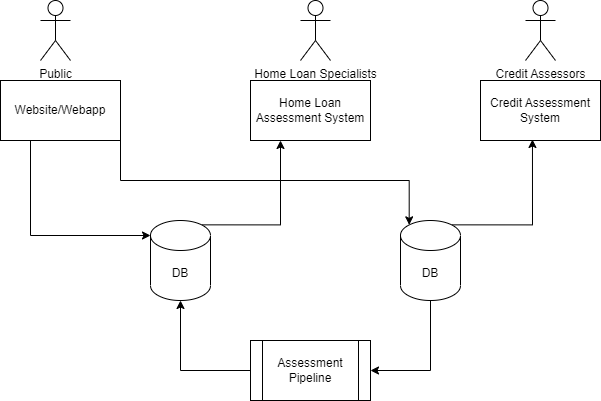 Public
Home Loan Specialists
Credit Assessors
Website/Webapp
Home Loan
Assessment System
Credit Assessment
System
DB
DB
Assessment
Pipeline